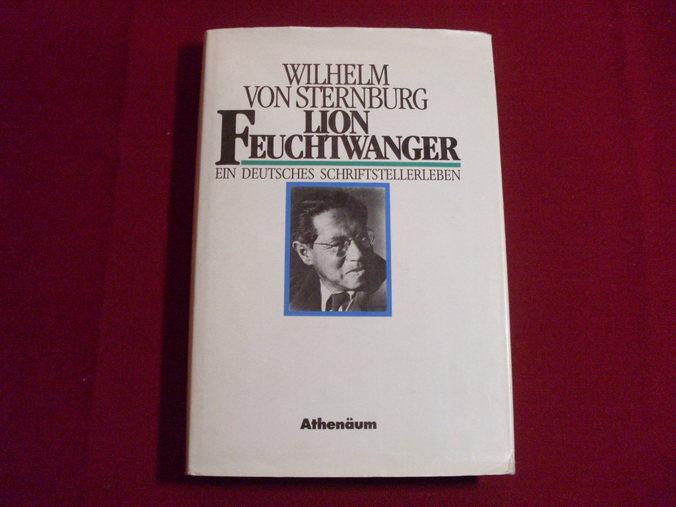 WILHELM
VON STERNBURG
LION
FEUCHTWANGER
EIN DEUTSCHES SCHRIFTSTELLERLEBEN
Athenäum